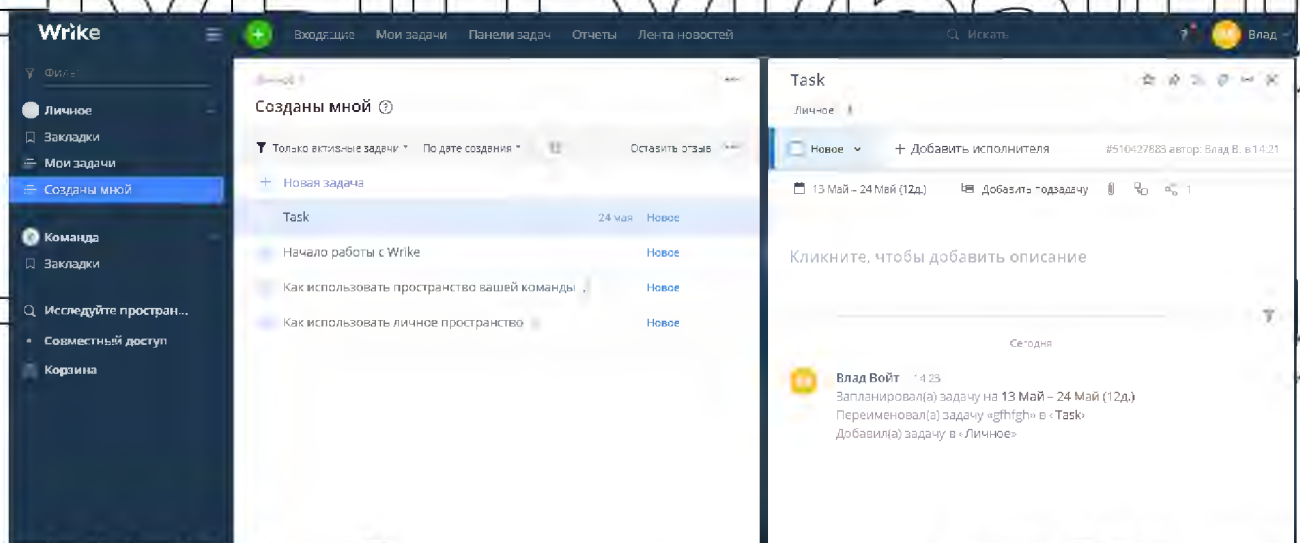 Wrike
Входящие Мои задачи Панели задач Отчеты Лента новостей
Искать
?
Влад
Личное
Закладки
Мои задачи
Созданы мной
Команда
Закладки
Исследуйте простран...
Совместный доступ
Корзина
Созданы мной ?
Только активные задачи По дате создания
Оставить отзыв
+ Новая задача
Task 24 мая Новое
Начало работы с Wrike Новое
Как использовать пространство вашей команды Новое
Как использовать личное пространство Новое
Task
Личное
Новое + Добавить исполнителя #510427883 автор: Влад В. в 14:21
13 Май – 24 Май (12д.) Добавить подзадачу 1
Кликните, чтобы добавить описание
Сегодня
Влад Войт 14:23
Запланировал(а) задачу на 13 Май – 24 Май (12д.)
Переименовал(а) задачу «gfhfgh» в «Task»
Добавил(а) задачу в «Личное»